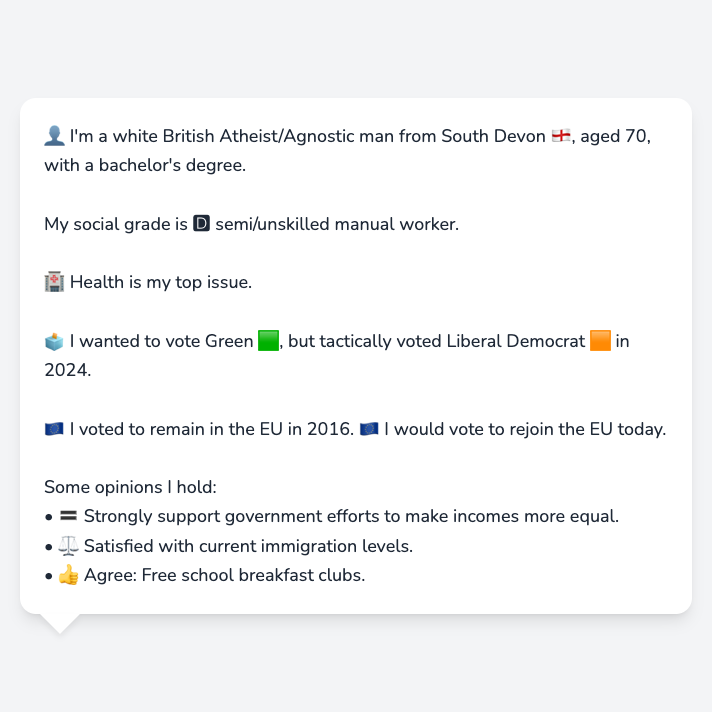 👤 I'm a white British Atheist/Agnostic man from South Devon 🏴󠁧󠁢󠁥󠁮󠁧󠁿, aged 70,
with a bachelor's degree.
My social grade is 🅳 semi/unskilled manual worker.
🏥 Health is my top issue.
🗳️ I wanted to vote Green 🟩, but tactically voted Liberal Democrat 🟧 in
2024.
🇪🇺 I voted to remain in the EU in 2016. 🇪🇺 I would vote to rejoin the EU today.
Some opinions I hold:
• 🟰 Strongly support government efforts to make incomes more equal.
• ⚖️ Satisfied with current immigration levels.
• 👍 Agree: Free school breakfast clubs.